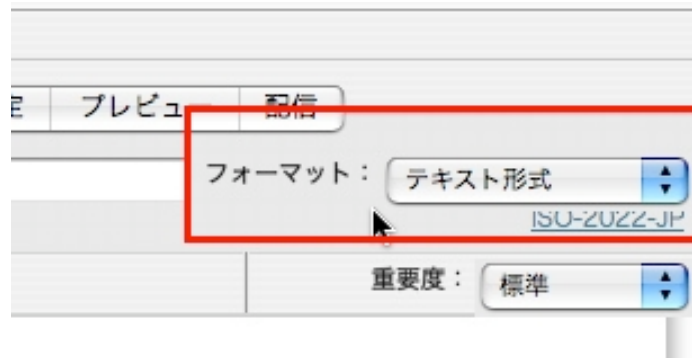 定 プレビュー 配信
フォーマット： テキスト形式
ISO-2022-JP
重要度： 標準